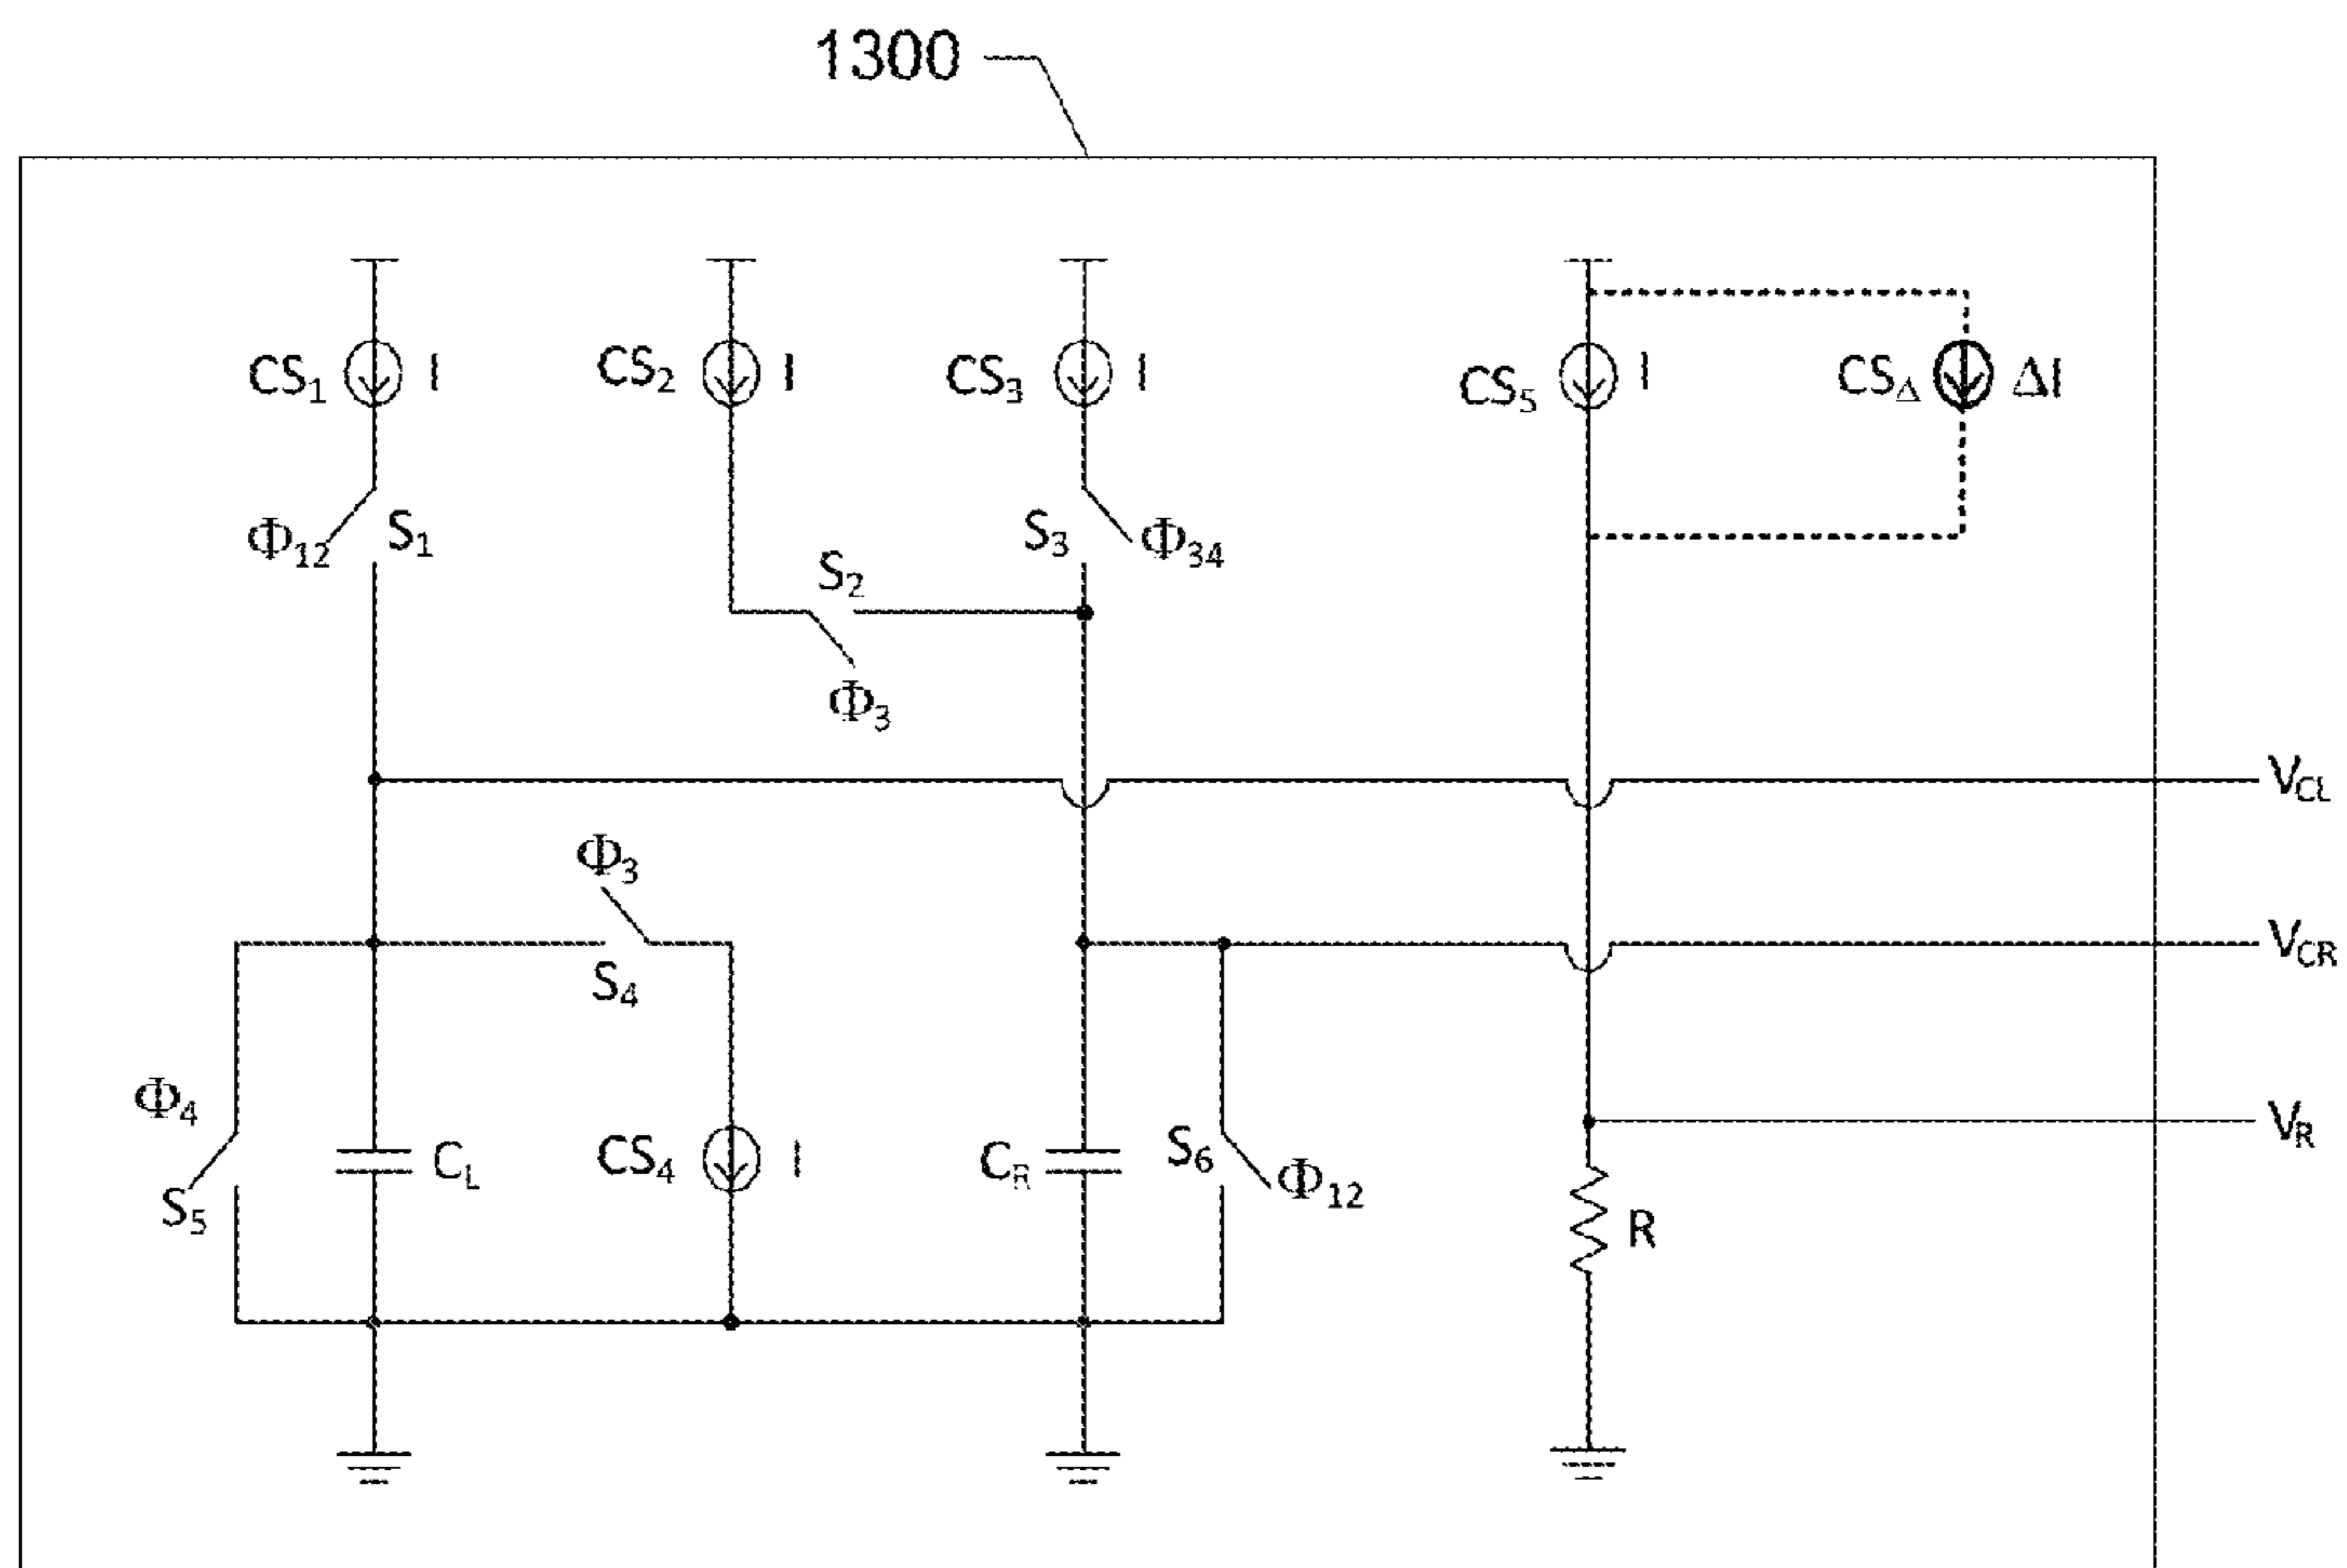 1300
CS₁ I CS₂ I CS₃ I CS₅ I CS_Δ ΔI
Φ₁₂ S₁ S₃ Φ₃₄
S₂
Φ₃
V_CL
Φ₃
V_CR
S₄
Φ₄ V_R
S₅ C_L CS₄ I C_R S₆ Φ₁₂ R